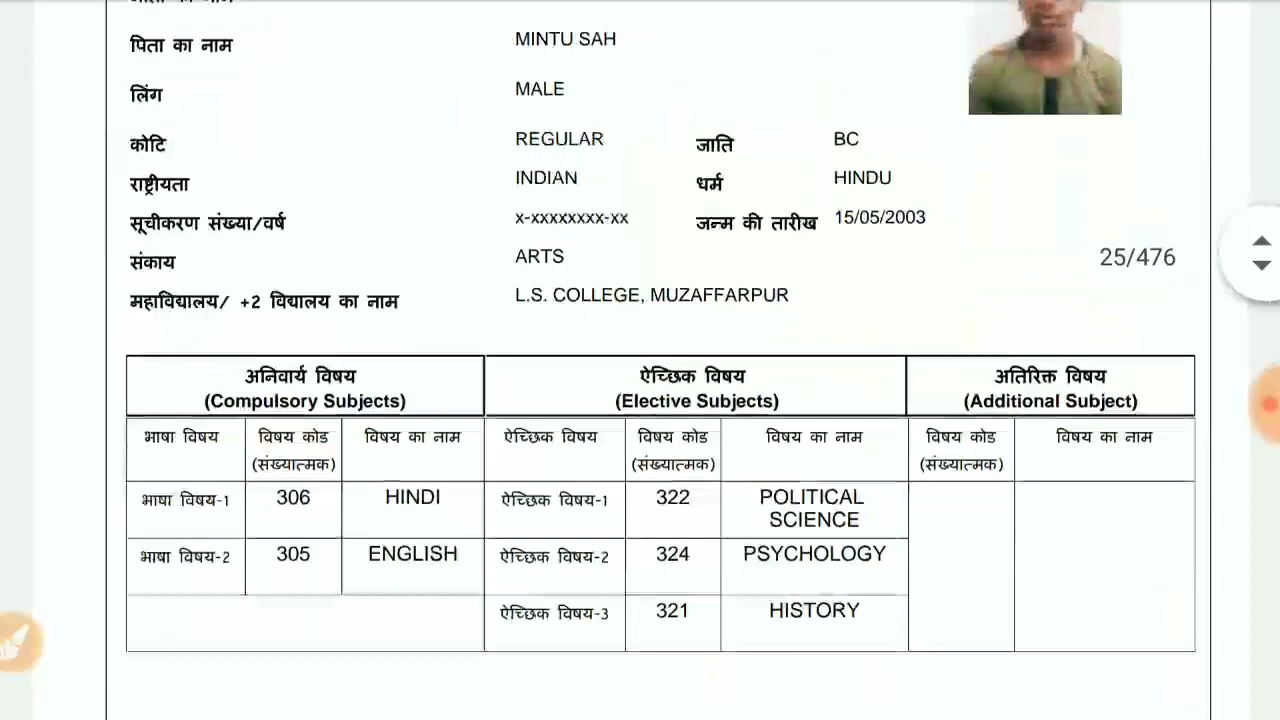 पिता का नाम MINTU SAH
लिंग MALE
कोटि REGULAR जाति BC
राष्ट्रीयता INDIAN धर्म HINDU
सूचीकरण संख्या/वर्ष x-xxxxxxxx-xx जन्म की तारीख 15/05/2003
संकाय ARTS
25/476
महाविद्यालय/ +2 विद्यालय का नाम L.S. COLLEGE, MUZAFFARPUR
अनिवार्य विषय ऐच्छिक विषय अतिरिक्त विषय
(Compulsory Subjects) (Elective Subjects) (Additional Subject)
भाषा विषय विषय कोड विषय का नाम ऐच्छिक विषय विषय कोड विषय का नाम विषय कोड विषय का नाम
(संख्यात्मक) (संख्यात्मक) (संख्यात्मक)
भाषा विषय-1 306 HINDI ऐच्छिक विषय-1 322 POLITICAL
SCIENCE
भाषा विषय-2 305 ENGLISH ऐच्छिक विषय-2 324 PSYCHOLOGY
ऐच्छिक विषय-3 321 HISTORY